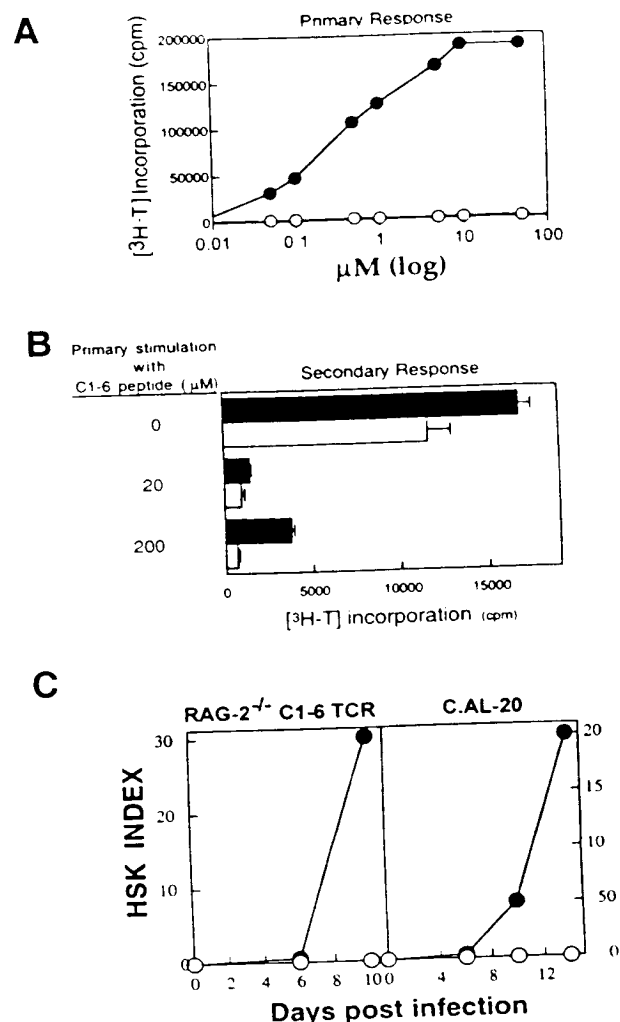 A
Primary Response
[3H-T] Incorporation (cpm)
200000
150000
100000
50000
0
0.01
0 1
1
10
100
μM (log)
B
Primary stimulation
with
C1-6 peptide (μM)
Secondary Response
0
20
200
0
5000
10000
15000
[3H-T] incorporation (cpm)
C
RAG-2-/- C1-6 TCR
C.AL-20
HSK INDEX
30
20
10
0
20
15
10
50
0
0
2
4
6
8
10
0
4
8
12
Days post infection